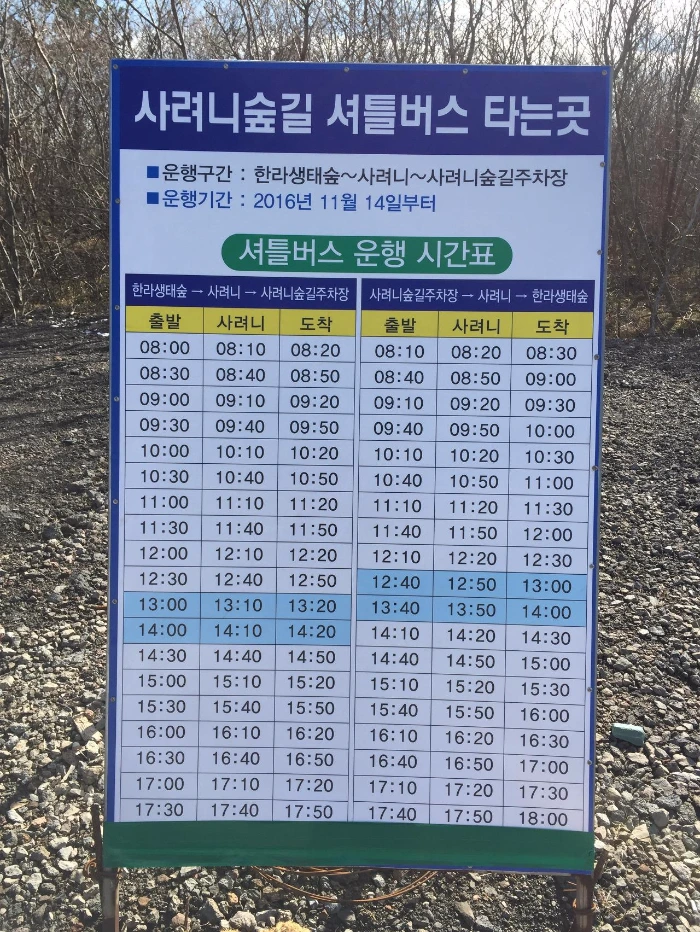 사려니숲길 셔틀버스 타는곳
■운행구간 : 한라생태숲~사려니~사려니숲길주차장
■운행기간 : 2016년 11월 14일부터
셔틀버스 운행 시간표
한라생태숲 → 사려니 → 사려니숲길주차장 사려니숲길주차장 → 사려니 → 한라생태숲
출발 사려니 도착 출발 사려니 도착
08:00 08:10 08:20 08:10 08:20 08:30
08:30 08:40 08:50 08:40 08:50 09:00
09:00 09:10 09:20 09:10 09:20 09:30
09:30 09:40 09:50 09:40 09:50 10:00
10:00 10:10 10:20 10:10 10:20 10:30
10:30 10:40 10:50 10:40 10:50 11:00
11:00 11:10 11:20 11:10 11:20 11:30
11:30 11:40 11:50 11:40 11:50 12:00
12:00 12:10 12:20 12:10 12:20 12:30
12:30 12:40 12:50 12:40 12:50 13:00
13:00 13:10 13:20 13:40 13:50 14:00
14:00 14:10 14:20 14:10 14:20 14:30
14:30 14:40 14:50 14:40 14:50 15:00
15:00 15:10 15:20 15:10 15:20 15:30
15:30 15:40 15:50 15:40 15:50 16:00
16:00 16:10 16:20 16:10 16:20 16:30
16:30 16:40 16:50 16:40 16:50 17:00
17:00 17:10 17:20 17:10 17:20 17:30
17:30 17:40 17:50 17:40 17:50 18:00